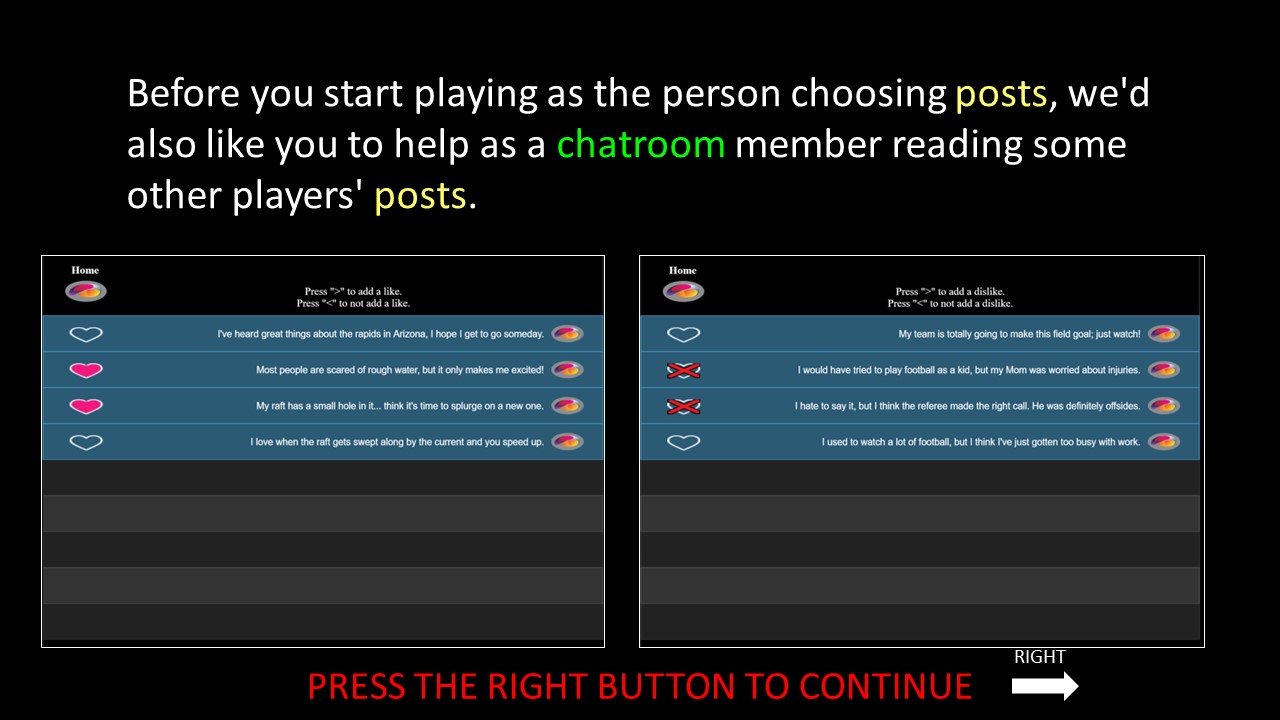 Before you start playing as the person choosing posts, we'd
also like you to help as a chatroom member reading some
other players' posts.
Home
Press ">" to add a like.
Press "<" to not add a like.
I've heard great things about the rapids in Arizona, I hope I get to go someday.
Most people are scared of rough water, but it only makes me excited!
My raft has a small hole in it... think it's time to splurge on a new one.
I love when the raft gets swept along by the current and you speed up.
Home
Press ">" to add a dislike.
Press "<" to not add a dislike.
My team is totally going to make this field goal; just watch!
I would have tried to play football as a kid, but my Mom was worried about injuries.
I hate to say it, but I think the referee made the right call. He was definitely offsides.
I used to watch a lot of football, but I think I've just gotten too busy with work.
RIGHT
PRESS THE RIGHT BUTTON TO CONTINUE